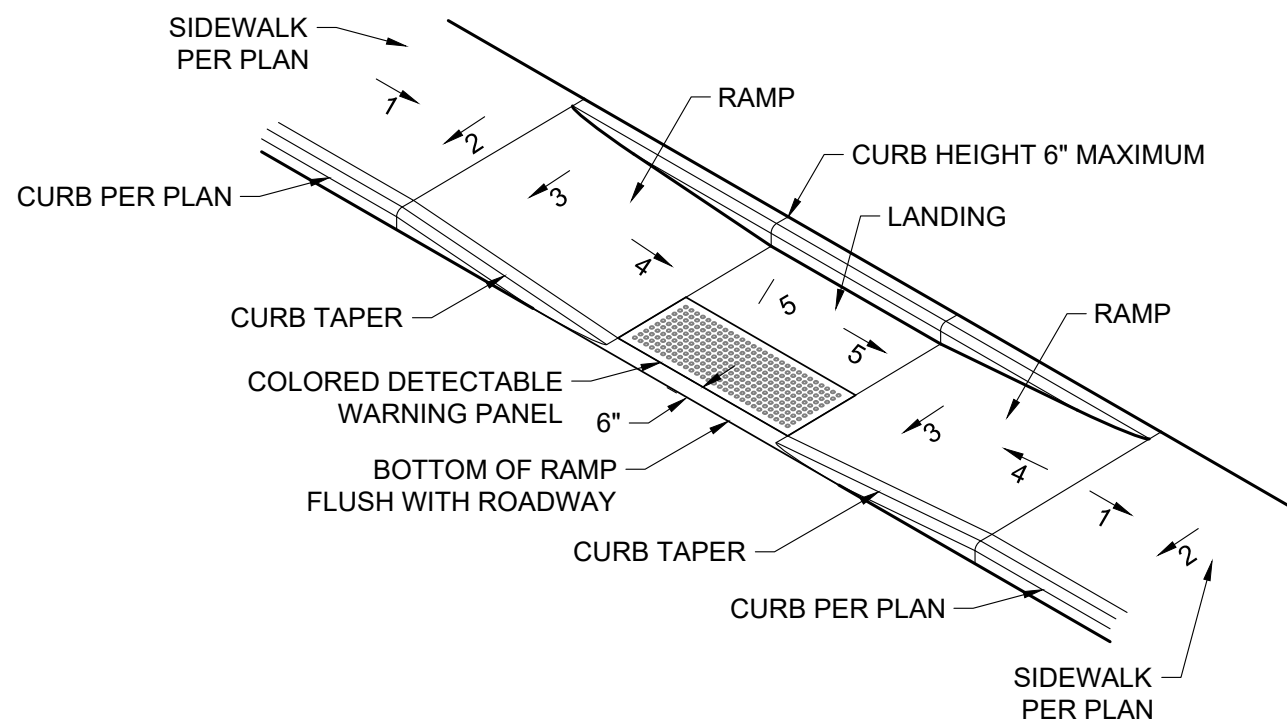 SIDEWALK
PER PLAN
1
2
RAMP
CURB HEIGHT 6" MAXIMUM
CURB PER PLAN
3
LANDING
4
5
CURB TAPER
RAMP
5
COLORED DETECTABLE
WARNING PANEL
6"
3
BOTTOM OF RAMP
FLUSH WITH ROADWAY
4
1
CURB TAPER
2
CURB PER PLAN
SIDEWALK
PER PLAN